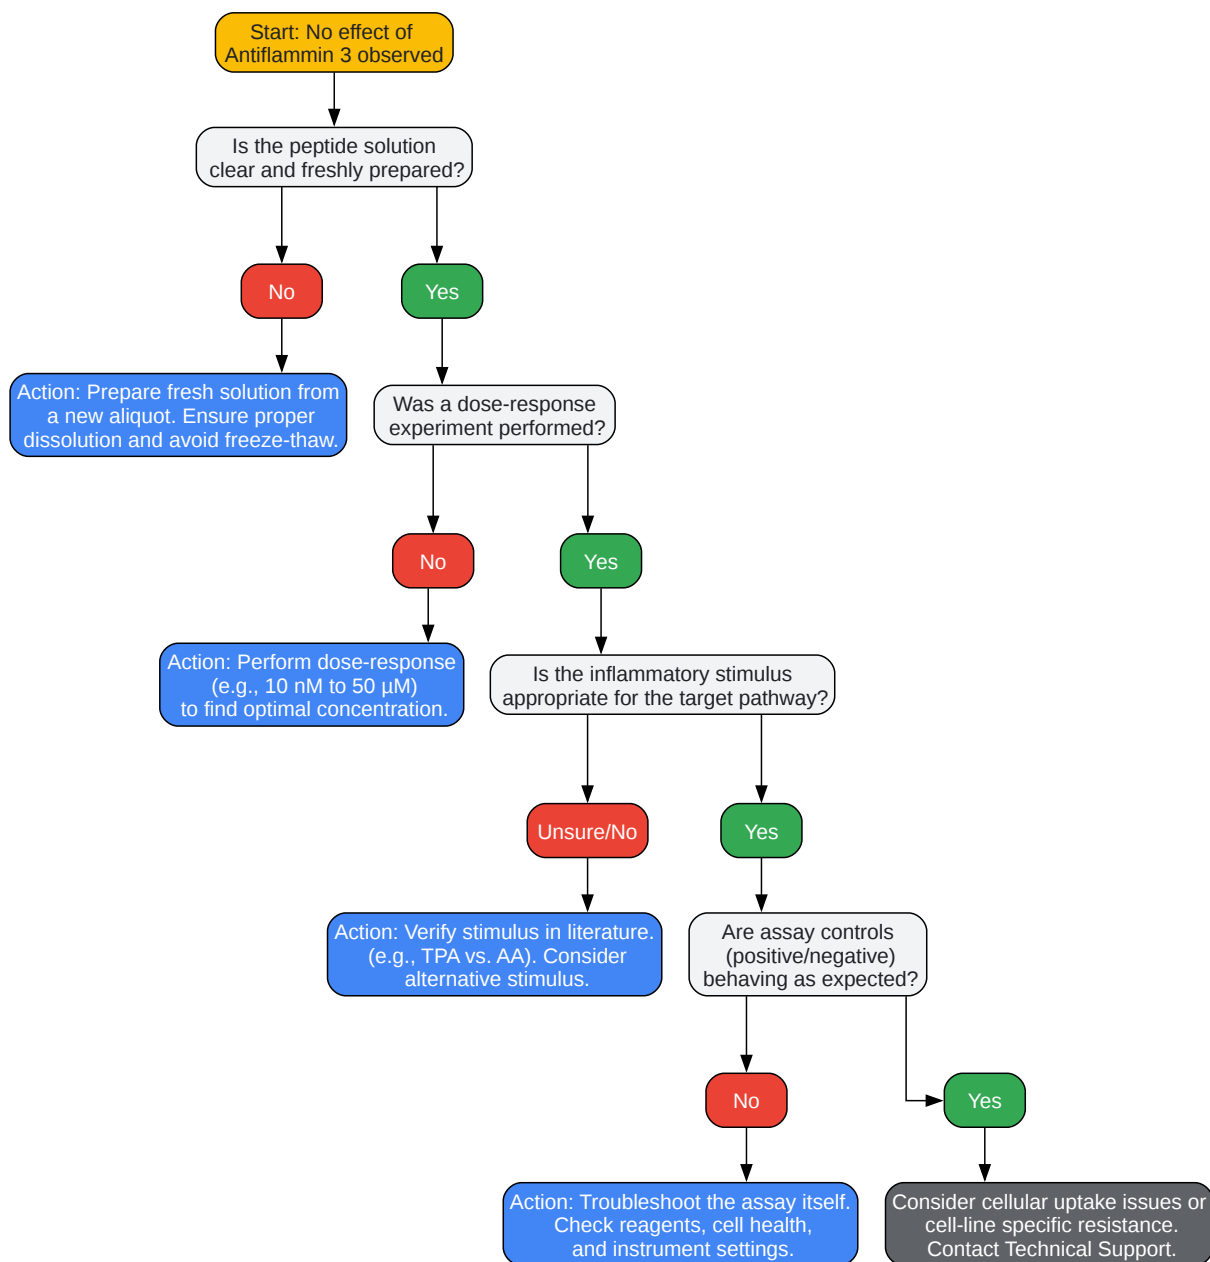 Start: No effect of
Antiflammin 3 observed
Is the peptide solution
clear and freshly prepared?
No
Yes
Action: Prepare fresh solution from
a new aliquot. Ensure proper
dissolution and avoid freeze-thaw.
Was a dose-response
experiment performed?
No
Yes
Action: Perform dose-response
(e.g., 10 nM to 50 µM)
to find optimal concentration.
Is the inflammatory stimulus
appropriate for the target pathway?
Unsure/No
Yes
Action: Verify stimulus in literature.
(e.g., TPA vs. AA). Consider
alternative stimulus.
Are assay controls
(positive/negative)
behaving as expected?
No
Yes
Action: Troubleshoot the assay itself.
Check reagents, cell health,
and instrument settings.
Consider cellular uptake issues or
cell-line specific resistance.
Contact Technical Support.